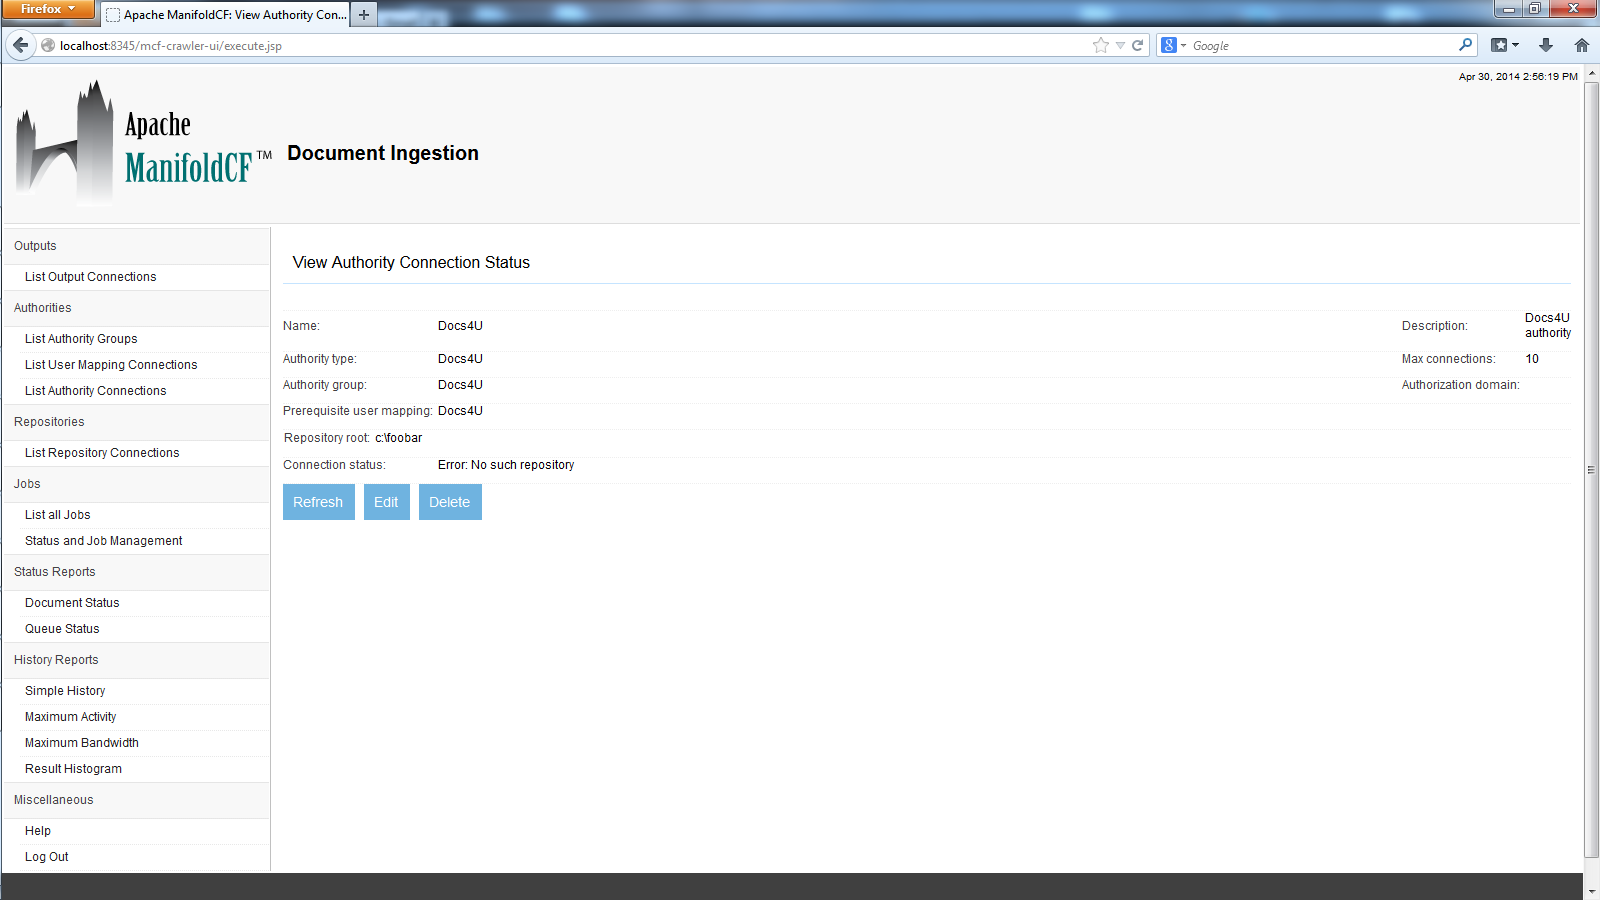 Firefox
Apache ManifoldCF: View Authority Con...
localhost:8345/mcf-crawler-ui/execute.jsp
Google
Apr 30, 2014 2:56:19 PM
Apache
ManifoldCF™
Document Ingestion
Outputs
List Output Connections
Authorities
List Authority Groups
List User Mapping Connections
List Authority Connections
Repositories
List Repository Connections
Jobs
List all Jobs
Status and Job Management
Status Reports
Document Status
Queue Status
History Reports
Simple History
Maximum Activity
Maximum Bandwidth
Result Histogram
Miscellaneous
Help
Log Out
View Authority Connection Status
Name: Docs4U Description: Docs4U
authority
Authority type: Docs4U Max connections: 10
Authority group: Docs4U Authorization domain:
Prerequisite user mapping: Docs4U
Repository root: c:\foobar
Connection status: Error: No such repository
Refresh Edit Delete